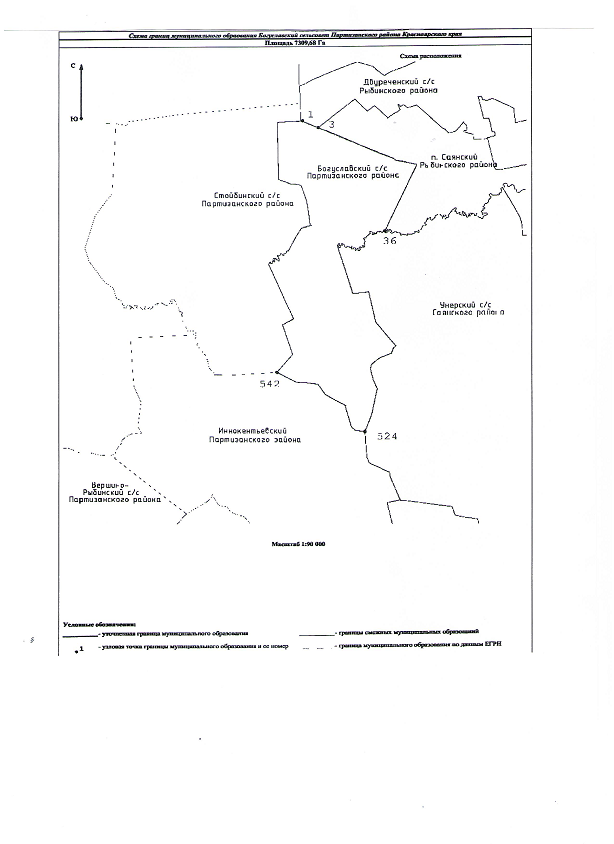 Схема границ муниципального образования Богуславский сельсовет Партизанского района Красноярского края
Площадь 7309,68 Га
Схема расположения
С
Ю
Двуреченский с/с
Рыбинского района
1
3
п. Саянский
Рыбинского района
Богуславский с/с
Партизанского района
Стойбинский с/с
Партизанского района
36
Унерский с/с
Саянского района
542
524
Иннокентьевский
Партизанского района
Вершино-
Рыбинский с/с
Партизанского района
Масштаб 1:90 000
Условные обозначения:
- уточненная граница муниципального образования
- границы смежных муниципальных образований
1 - узловая точка границы муниципального образования и ее номер
- граница муниципального образования по данным ЕГРН